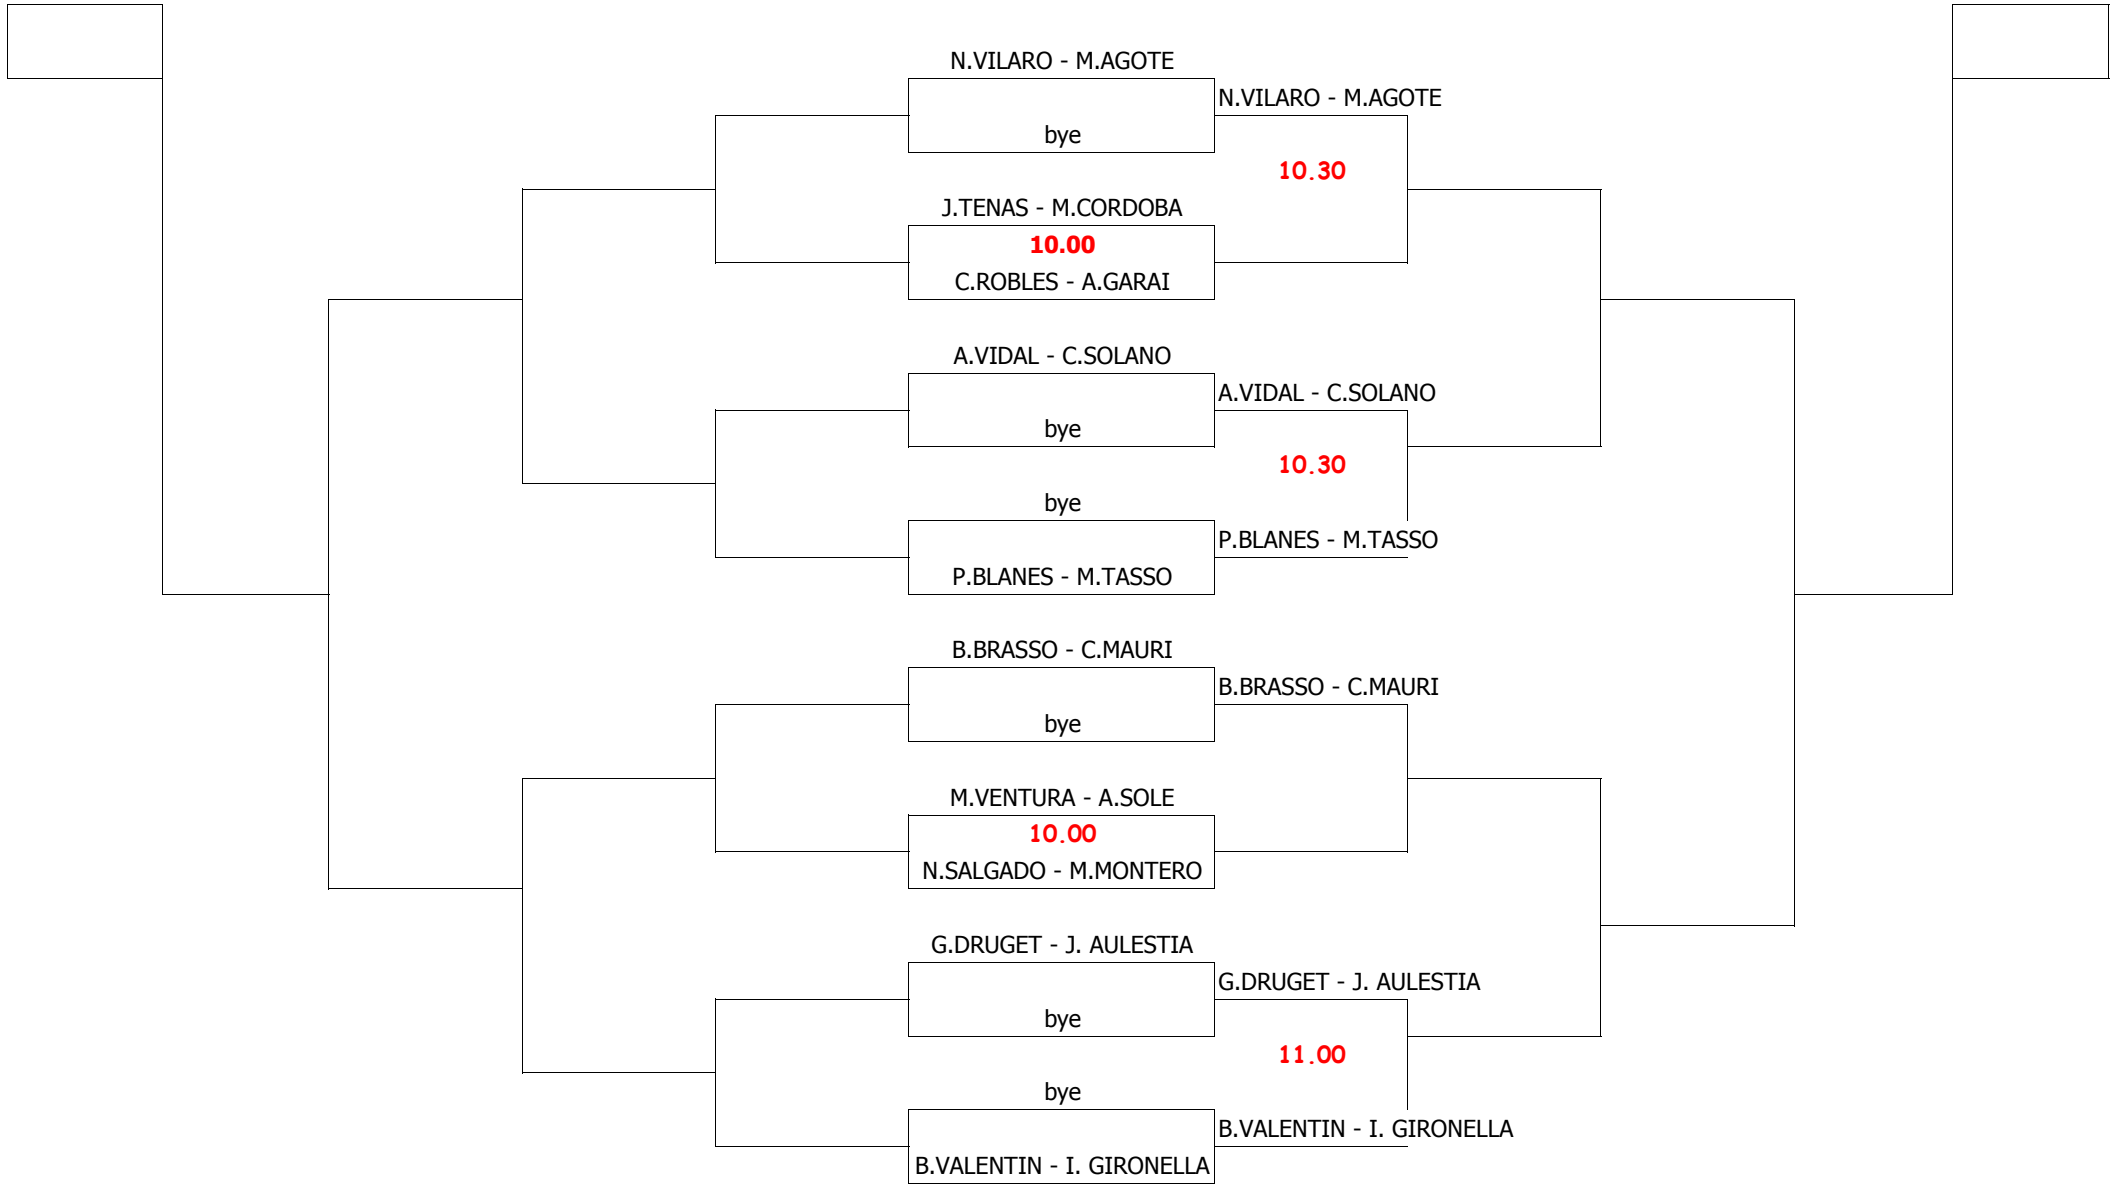 N.VILARO - M.AGOTE
N.VILARO - M.AGOTE
bye
10.30
J.TENAS - M.CORDOBA
10.00
C.ROBLES - A.GARAI
A.VIDAL - C.SOLANO
A.VIDAL - C.SOLANO
bye
10.30
bye
P.BLANES - M.TASSO
P.BLANES - M.TASSO
B.BRASSO - C.MAURI
B.BRASSO - C.MAURI
bye
M.VENTURA - A.SOLE
10.00
N.SALGADO - M.MONTERO
G.DRUGET - J. AULESTIA
G.DRUGET - J. AULESTIA
bye
11.00
bye
B.VALENTIN - I. GIRONELLA
B.VALENTIN - I. GIRONELLA